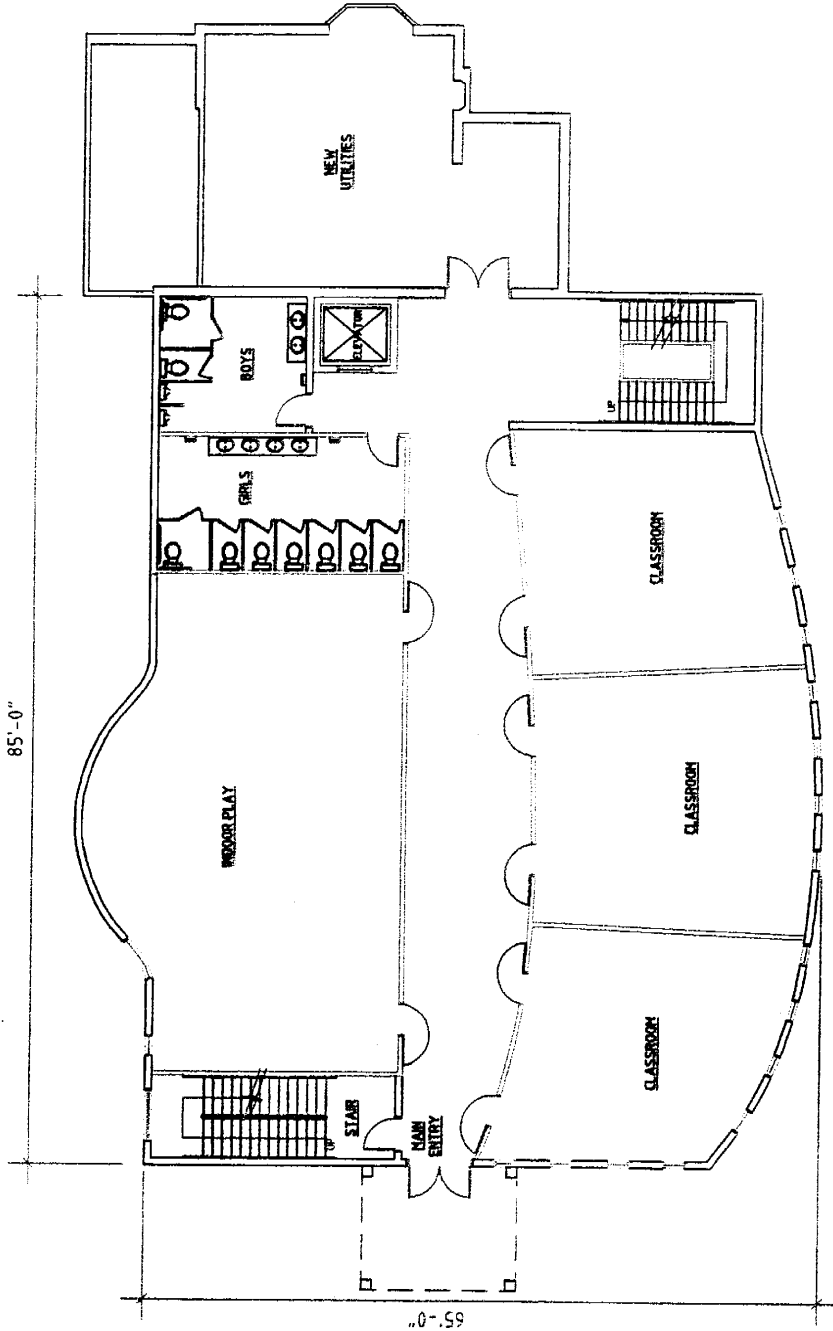 85'-0"
NEW
UTILITIES
BOYS
ELEVATOR
GIRLS
UP
CLASSROOM
INDOOR PLAY
CLASSROOM
CLASSROOM
STAIR
UP
MAIN
ENTRY
65'-0"